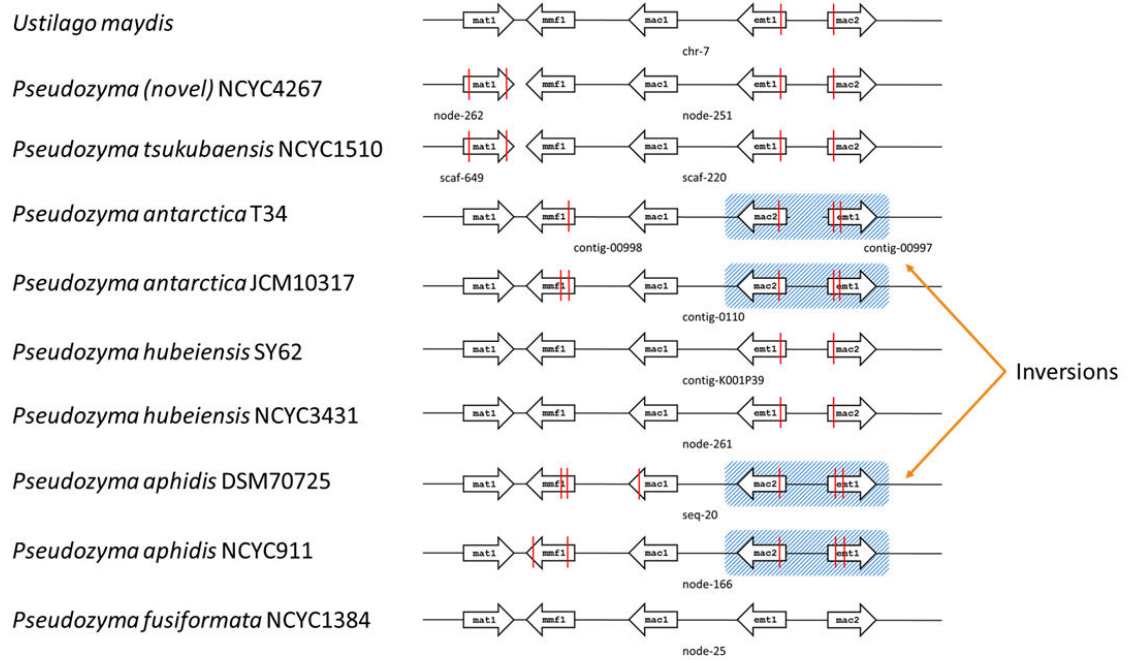 Ustilago maydis
mat1 mmf1 mac1 emt1 mac2
chr-7
Pseudozyma (novel) NCYC4267
mat1 mmf1 mac1 emt1 mac2
node-262 node-251
Pseudozyma tsukubaensis NCYC1510
mat1 mmf1 mac1 emt1 mac2
scaf-649 scaf-220
Pseudozyma antarctica T34
mat1 mmf1 mac1 mac2 emt1
contig-00998 contig-00997
Pseudozyma antarctica JCM10317
mat1 mmf1 mac1 mac2 emt1
contig-0110
Pseudozyma hubeiensis SY62
mat1 mmf1 mac1 emt1 mac2
Inversions
contig-K001P39
Pseudozyma hubeiensis NCYC3431
mat1 mmf1 mac1 emt1 mac2
node-261
Pseudozyma aphidis DSM70725
mat1 mmf1 mac1 mac2 emt1
seq-20
Pseudozyma aphidis NCYC911
mat1 mmf1 mac1 mac2 emt1
node-166
Pseudozyma fusiformata NCYC1384
mat1 mmf1 mac1 emt1 mac2
node-25